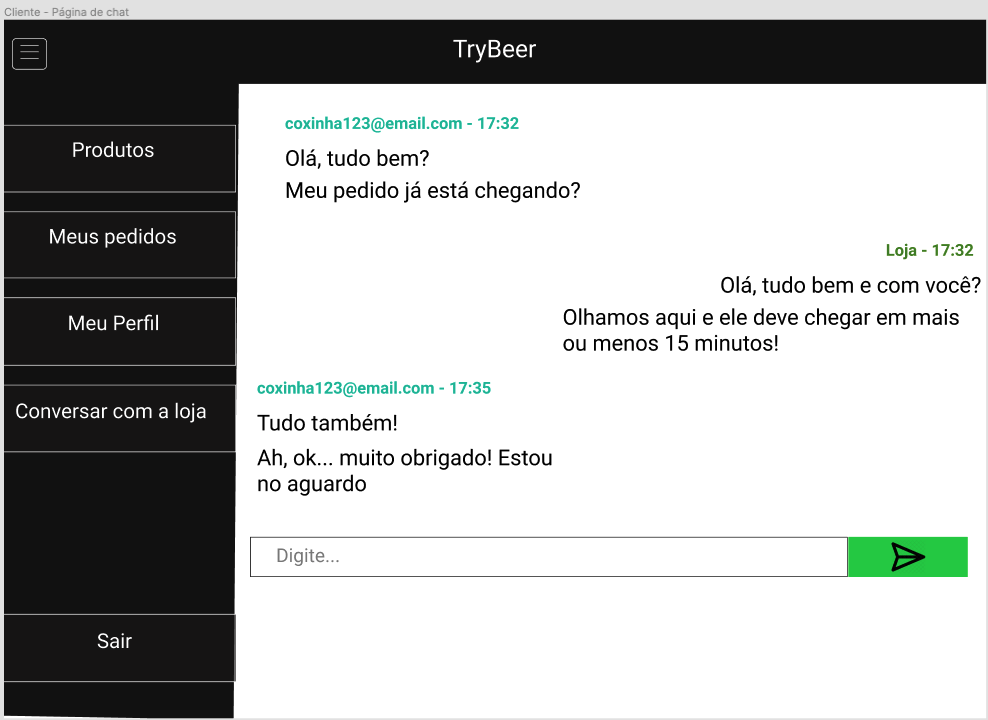 Cliente - Página de chat
TryBeer
Produtos
Meus pedidos
Meu Perfil
Conversar com a loja
Sair
coxinha123@email.com - 17:32
Olá, tudo bem?
Meu pedido já está chegando?
Loja - 17:32
Olá, tudo bem e com você?
Olhamos aqui e ele deve chegar em mais
ou menos 15 minutos!
coxinha123@email.com - 17:35
Tudo também!
Ah, ok... muito obrigado! Estou
no aguardo
Digite...